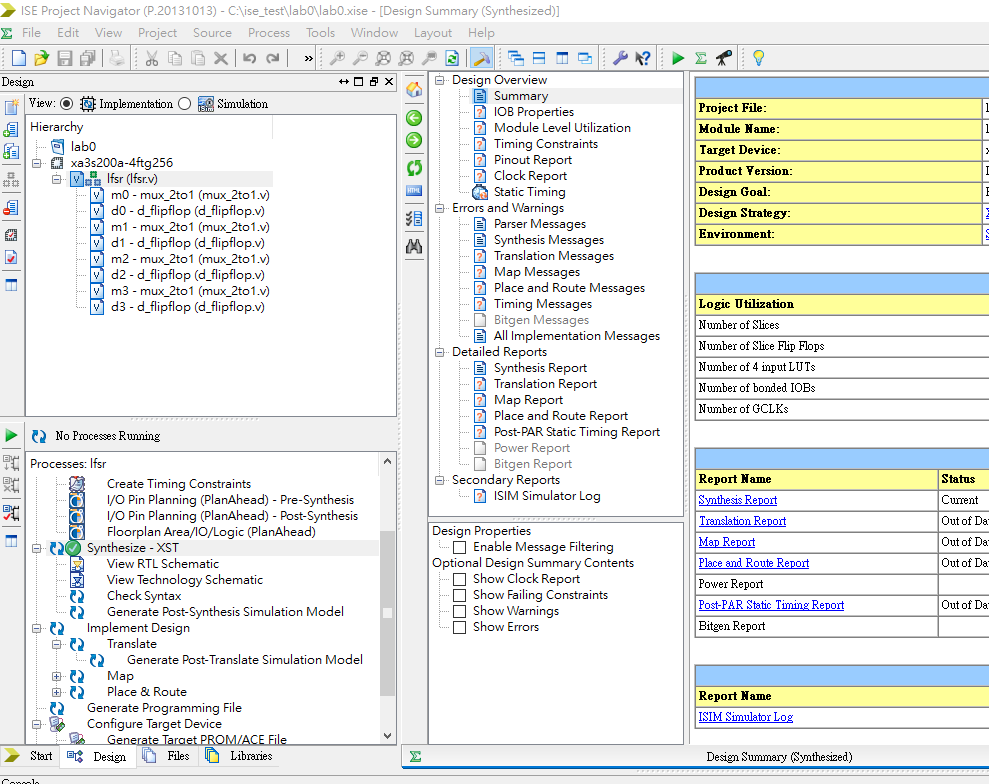 ISE Project Navigator (P.20131013) - C:\ise_test\lab0\lab0.xise - [Design Summary (Synthesized)]
File Edit View Project Source Process Tools Window Layout Help
»
Design
View: Implementation Simulation
Hierarchy
lab0
xa3s200a-4ftg256
lfsr (lfsr.v)
m0 - mux_2to1 (mux_2to1.v)
d0 - d_flipflop (d_flipflop.v)
m1 - mux_2to1 (mux_2to1.v)
d1 - d_flipflop (d_flipflop.v)
m2 - mux_2to1 (mux_2to1.v)
d2 - d_flipflop (d_flipflop.v)
m3 - mux_2to1 (mux_2to1.v)
d3 - d_flipflop (d_flipflop.v)
No Processes Running
Processes: lfsr
Create Timing Constraints
I/O Pin Planning (PlanAhead) - Pre-Synthesis
I/O Pin Planning (PlanAhead) - Post-Synthesis
Floorplan Area/IO/Logic (PlanAhead)
Synthesize - XST
View RTL Schematic
View Technology Schematic
Check Syntax
Generate Post-Synthesis Simulation Model
Implement Design
Translate
Generate Post-Translate Simulation Model
Map
Place & Route
Generate Programming File
Configure Target Device
Generate Target PROM/ACE File
Start Design Files Libraries
Console
Design Overview
Summary
IOB Properties
Module Level Utilization
Timing Constraints
Pinout Report
Clock Report
Static Timing
Errors and Warnings
Parser Messages
Synthesis Messages
Translation Messages
Map Messages
Place and Route Messages
Timing Messages
Bitgen Messages
All Implementation Messages
Detailed Reports
Synthesis Report
Translation Report
Map Report
Place and Route Report
Post-PAR Static Timing Report
Power Report
Bitgen Report
Secondary Reports
ISIM Simulator Log
Design Properties
Enable Message Filtering
Optional Design Summary Contents
Show Clock Report
Show Failing Constraints
Show Warnings
Show Errors
Project File:
Module Name:
Target Device:
Product Version:
Design Goal:
Design Strategy:
Environment:
Logic Utilization
Number of Slices
Number of Slice Flip Flops
Number of 4 input LUTs
Number of bonded IOBs
Number of GCLKs
Report Name Status
Synthesis Report Current
Translation Report Out of Da
Map Report Out of Da
Place and Route Report Out of Da
Power Report
Post-PAR Static Timing Report Out of Da
Bitgen Report
Report Name
ISIM Simulator Log
Design Summary (Synthesized)